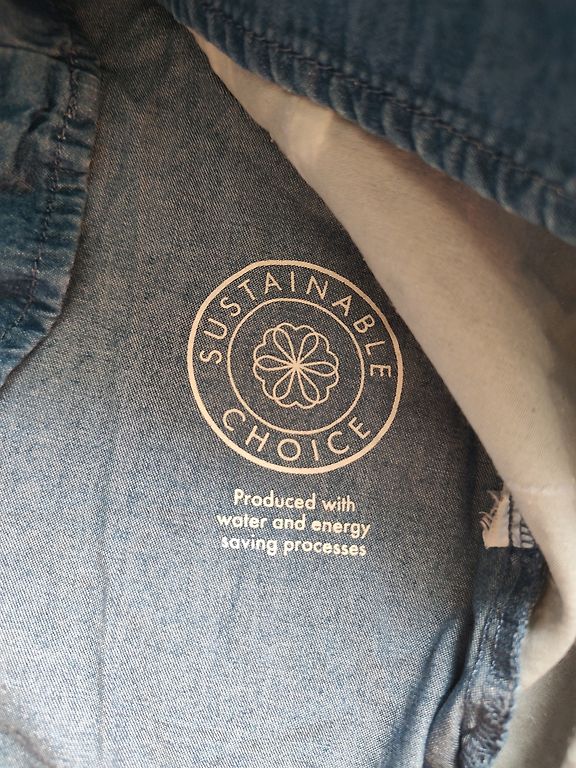 SUSTAINABLE
CHOICE
Produced with
water and energy
saving processes